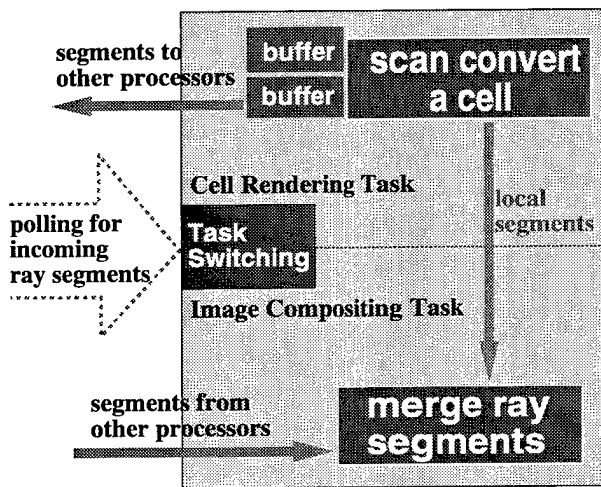 segments to
other processors
buffer
buffer
scan convert
a cell
Cell Rendering Task
local
segments
polling for
incoming
ray segments
Task
Switching
Image Compositing Task
segments from
other processors
merge ray
segments